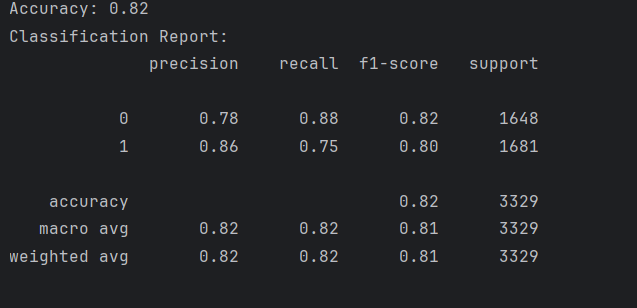 Accuracy: 0.82
Classification Report:
precision recall f1-score support
0 0.78 0.88 0.82 1648
1 0.86 0.75 0.80 1681
accuracy 0.82 3329
macro avg 0.82 0.82 0.81 3329
weighted avg 0.82 0.82 0.81 3329